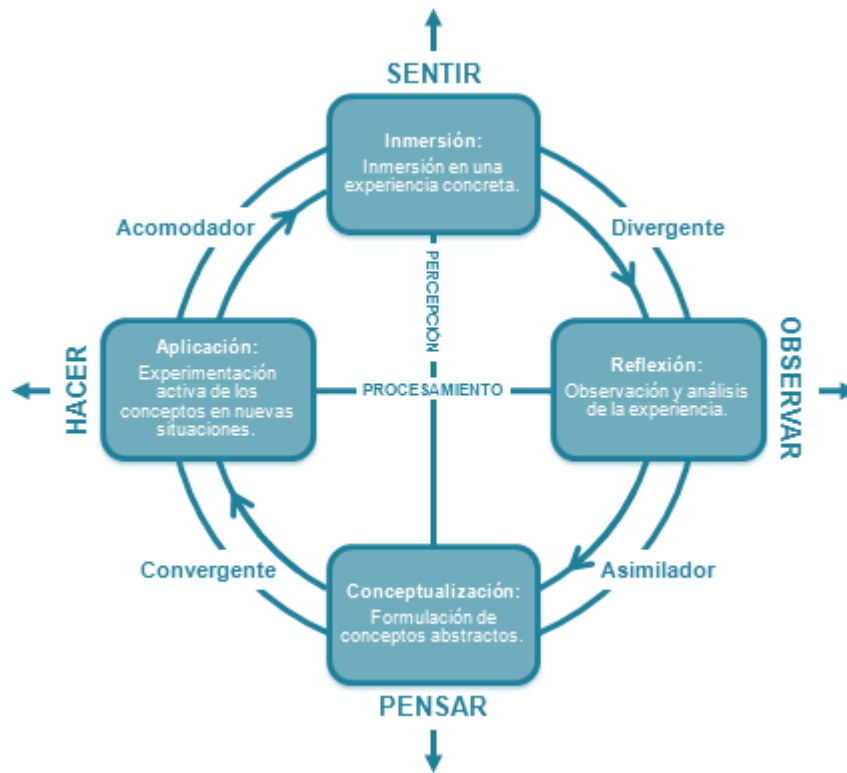 SENTIR
Inmersión:
Inmersión en una
experiencia concreta.
Acomodador
Divergente
PERCEPCIÓN
HACER
Aplicación:
Experimentación
activa de los
conceptos en nuevas
situaciones.
PROCESAMIENTO
Reflexión:
Observación y análisis
de la experiencia.
OBSERVAR
Convergente
Asimilador
Conceptualización:
Formulación de
conceptos abstractos.
PENSAR